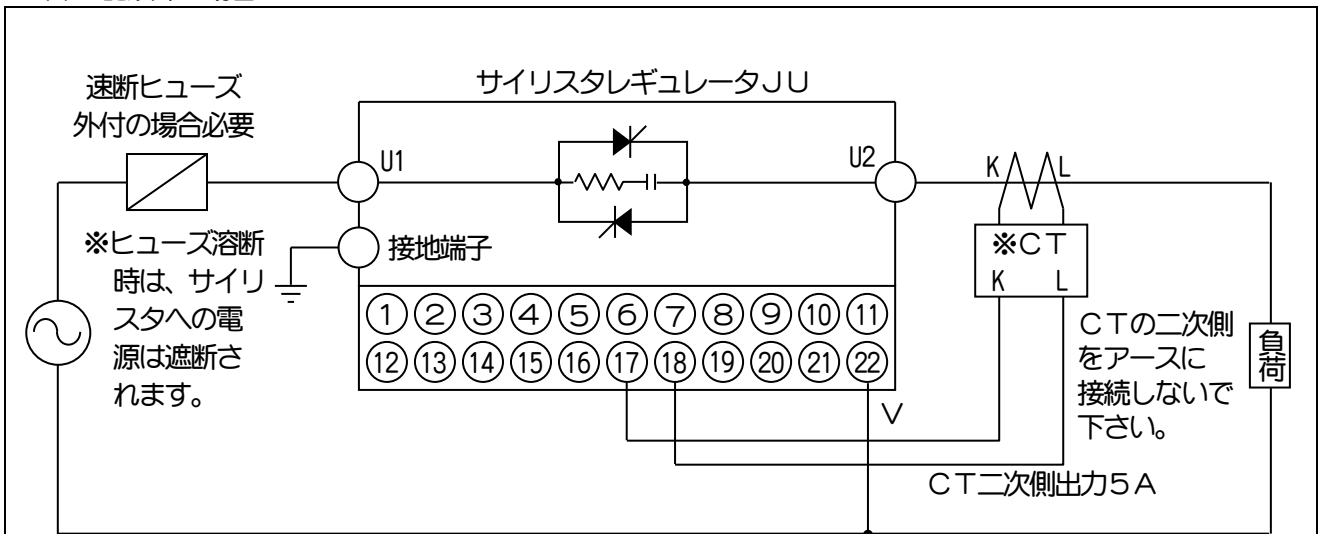 速断ヒューズ
外付の場合必要
サイリスタレギュレータJU
U1
U2
K
L
※ヒューズ溶断
時は、サイリ
スタへの電
源は遮断さ
れます。
接地端子
※CT
K L
①②③④⑤⑥⑦⑧⑨⑩⑪
⑫⑬⑭⑮⑯⑰⑱⑲⑳㉑㉒
V
CTの二次側
をアースに
接続しないで
下さい。
負荷
CT二次側出力5A